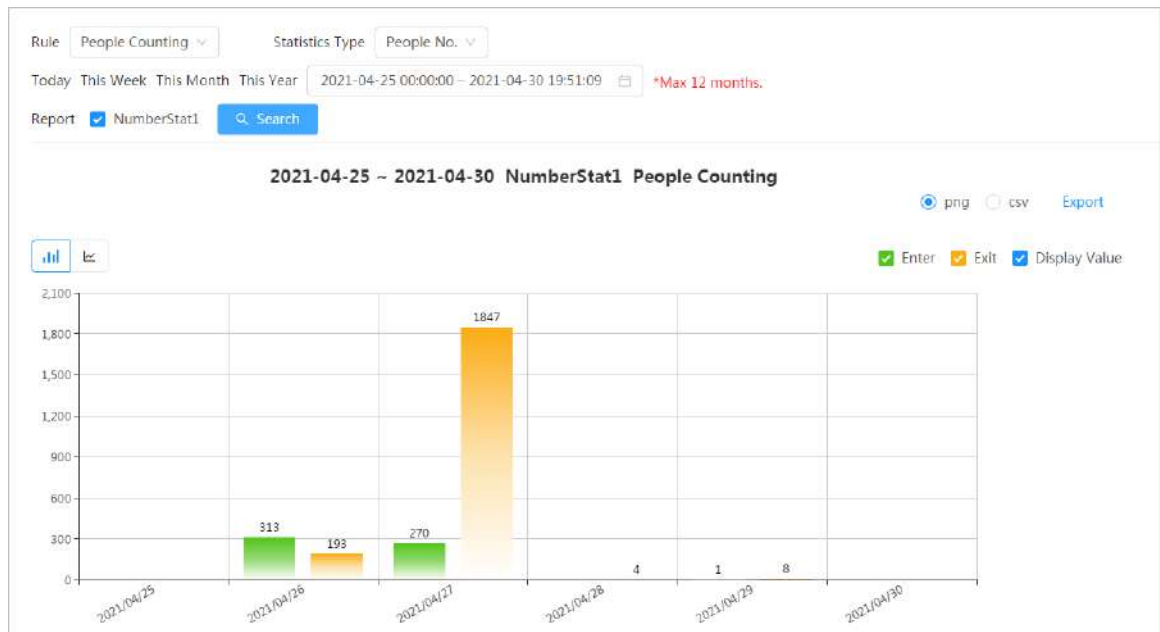 Rule People Counting Statistics Type People No.
Today This Week This Month This Year 2021-04-25 00:00:00 – 2021-04-30 19:51:09 *Max 12 months.
Report NumberStat1 Search
2021-04-25 ~ 2021-04-30 NumberStat1 People Counting
png csv Export
Enter Exit Display Value
2,100
1847
1,800
1,500
1,200
900
600
313 270
300 193
4 1 8
0
2021/04/25 2021/04/26 2021/04/27 2021/04/28 2021/04/29 2021/04/30